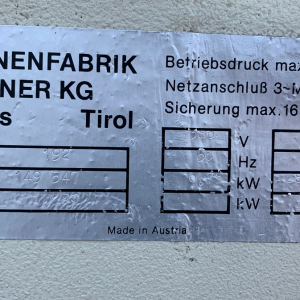 NENFABRIK
NER KG
s Tirol
Betriebsdruck max
Netzanschluß 3~M
Sicherung max.16
V
Hz
kW
kW
Made in Austria